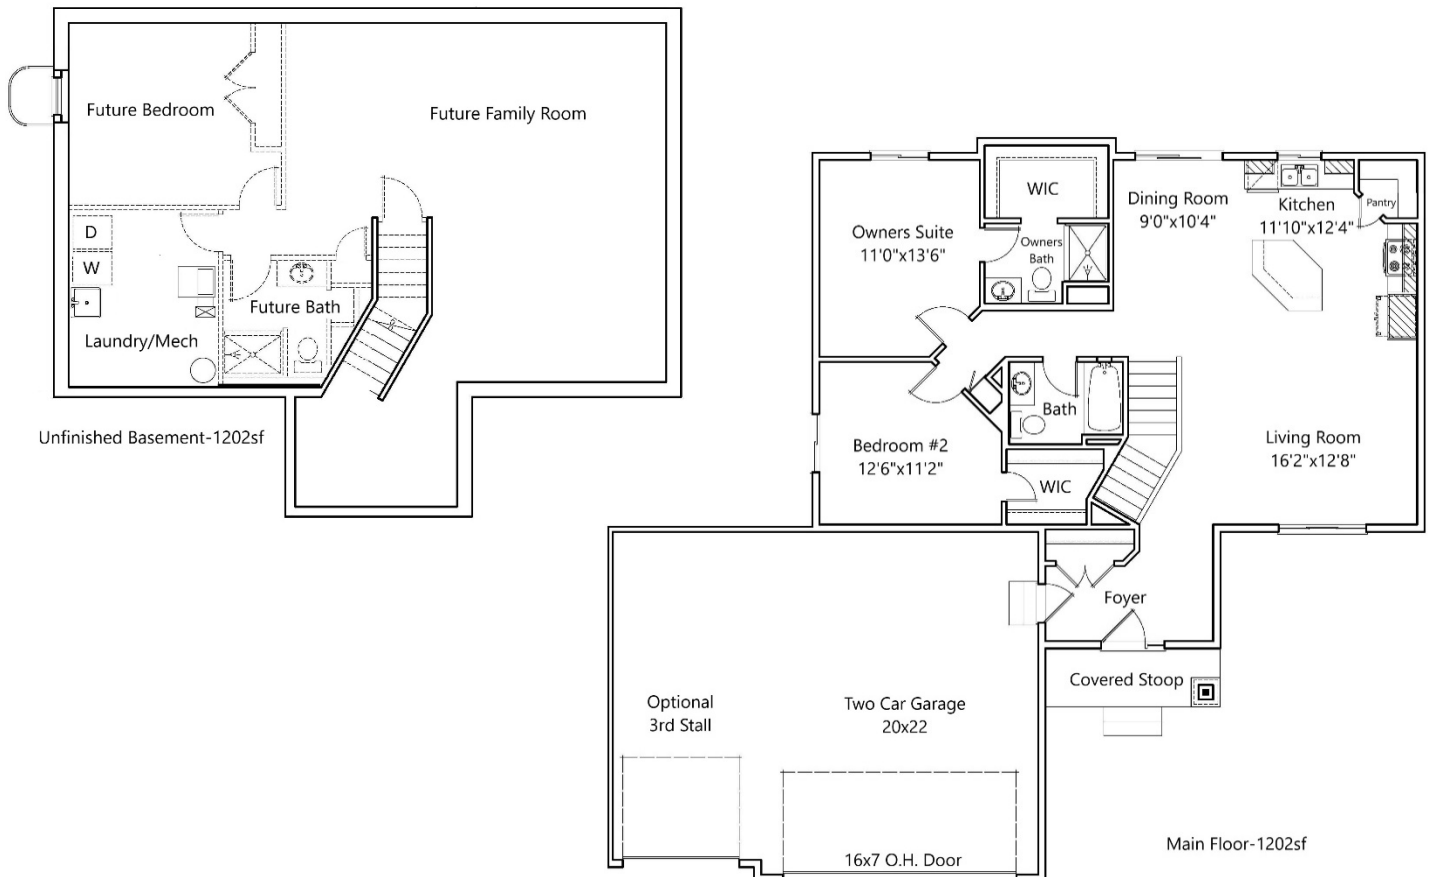 Future Bedroom
Future Family Room
D
W
Future Bath
Laundry/Mech
Unfinished Basement-1202sf
WIC
Owners Suite
11'0"x13'6"
Owners
Bath
Dining Room
9'0"x10'4"
Kitchen
11'10"x12'4"
Pantry
Bath
Bedroom #2
12'6"x11'2"
WIC
Living Room
16'2"x12'8"
Foyer
Covered Stoop
Optional
3rd Stall
Two Car Garage
20x22
16x7 O.H. Door
Main Floor-1202sf